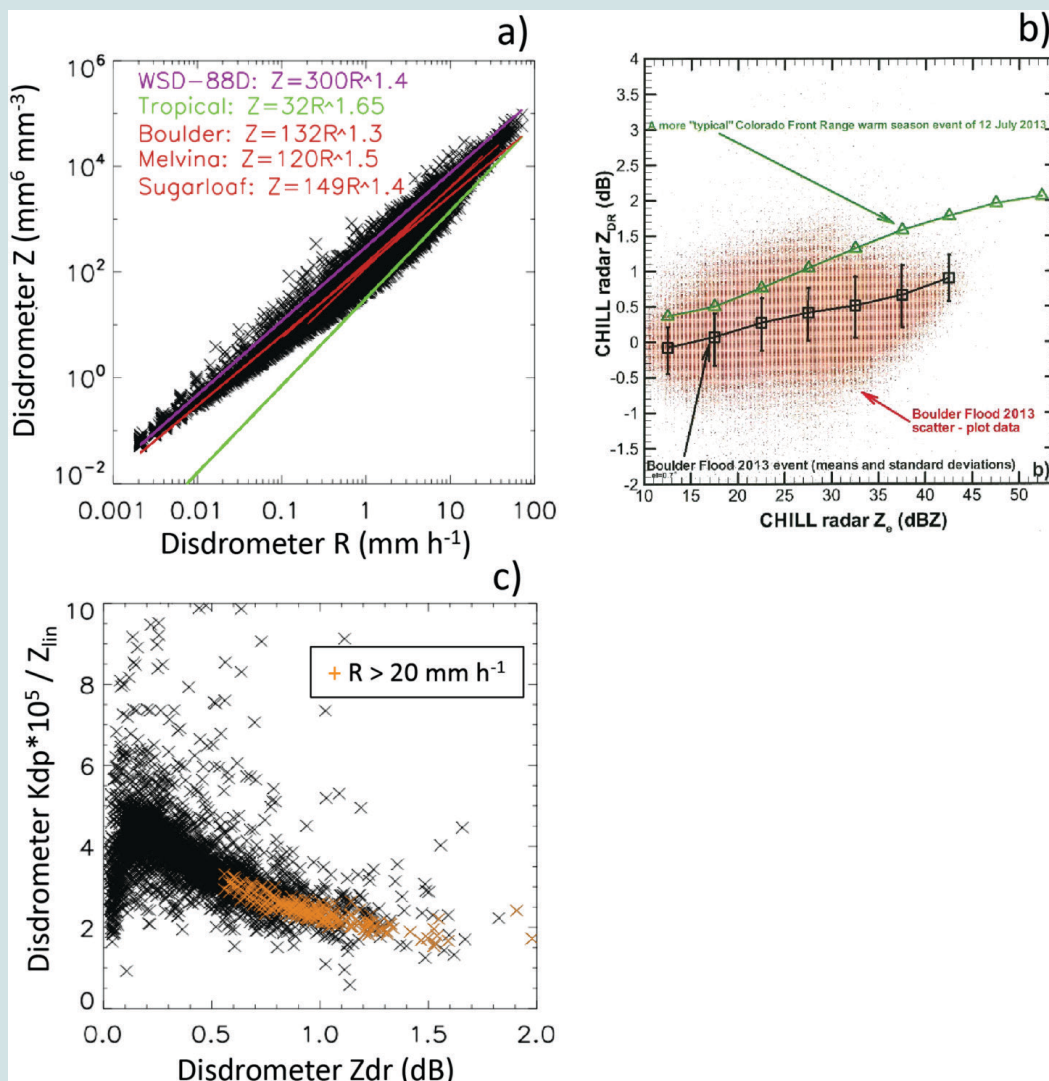 a)
10^6
10^4
10^2
10^0
10^-2
Disdrometer Z (mm^6 mm^-3)
WSD-88D: Z=300R^1.4
Tropical: Z=32R^1.65
Boulder: Z=132R^1.3
Melvina: Z=120R^1.5
Sugarloaf: Z=149R^1.4
0.001 0.01 0.1 1 10 100
Disdrometer R (mm h^-1)
b)
4
3.5
3
2.5
2
1.5
1
0.5
0
-0.5
-1
-1.5
-2
CHILL radar Z_DR (dB)
more "typical" Colorado Front Range warm season event of 12 July 2013
Boulder Flood 2013
scatter - plot data
Boulder Flood 2013 event (means and standard deviations)
b)
10 15 20 25 30 35 40 45 50
CHILL radar Z_e (dBZ)
c)
10
8
6
4
2
0
Disdrometer Kdp*10^5 / Z_lin
+ R > 20 mm h^-1
0.0 0.5 1.0 1.5 2.0
Disdrometer Zdr (dB)